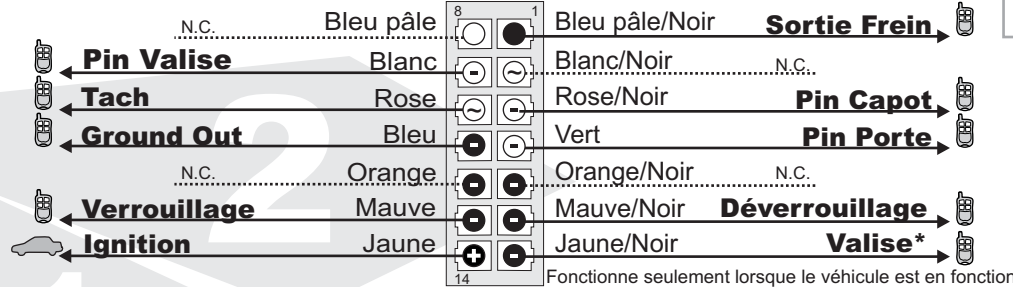 N.C. Bleu pâle 8 1 Bleu pâle/Noir Sortie Frein
Pin Valise Blanc Blanc/Noir N.C.
Tach Rose Rose/Noir Pin Capot
Ground Out Bleu Vert Pin Porte
N.C. Orange Orange/Noir N.C.
Verrouillage Mauve Mauve/Noir Déverrouillage
Ignition Jaune Jaune/Noir Valise*
14 Fonctionne seulement lorsque le véhicule est en fonction
2